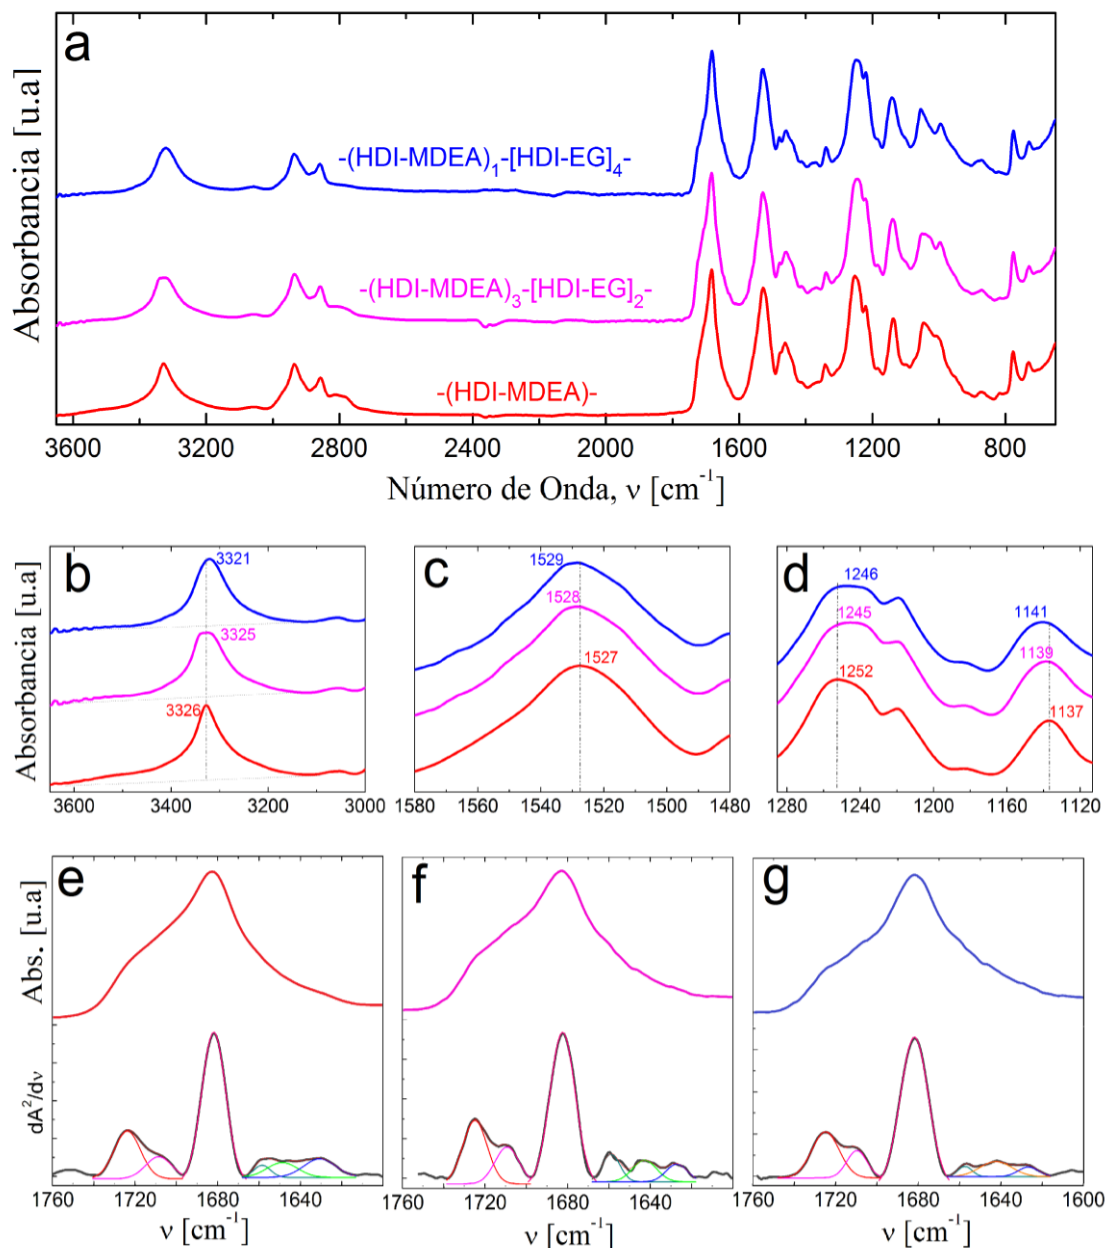 a
Absorbancia [u.a]
-(HDI-MDEA)1-[HDI-EG]4-
-(HDI-MDEA)3-[HDI-EG]2-
-(HDI-MDEA)-
3600 3200 2800 2400 2000 1600 1200 800
Número de Onda, ν [cm-1]
b
Absorbancia [u.a]
3321
3325
3326
3600 3400 3200 3000
c
1529
1528
1527
1580 1560 1540 1520 1500 1480
d
1246
1245
1252
1141
1139
1137
1280 1240 1200 1160 1120
e
Abs. [u.a]
dA2/dν
1760 1720 1680 1640
ν [cm-1]
f
1760 1720 1680 1640
ν [cm-1]
g
1760 1720 1680 1640 1600
ν [cm-1]